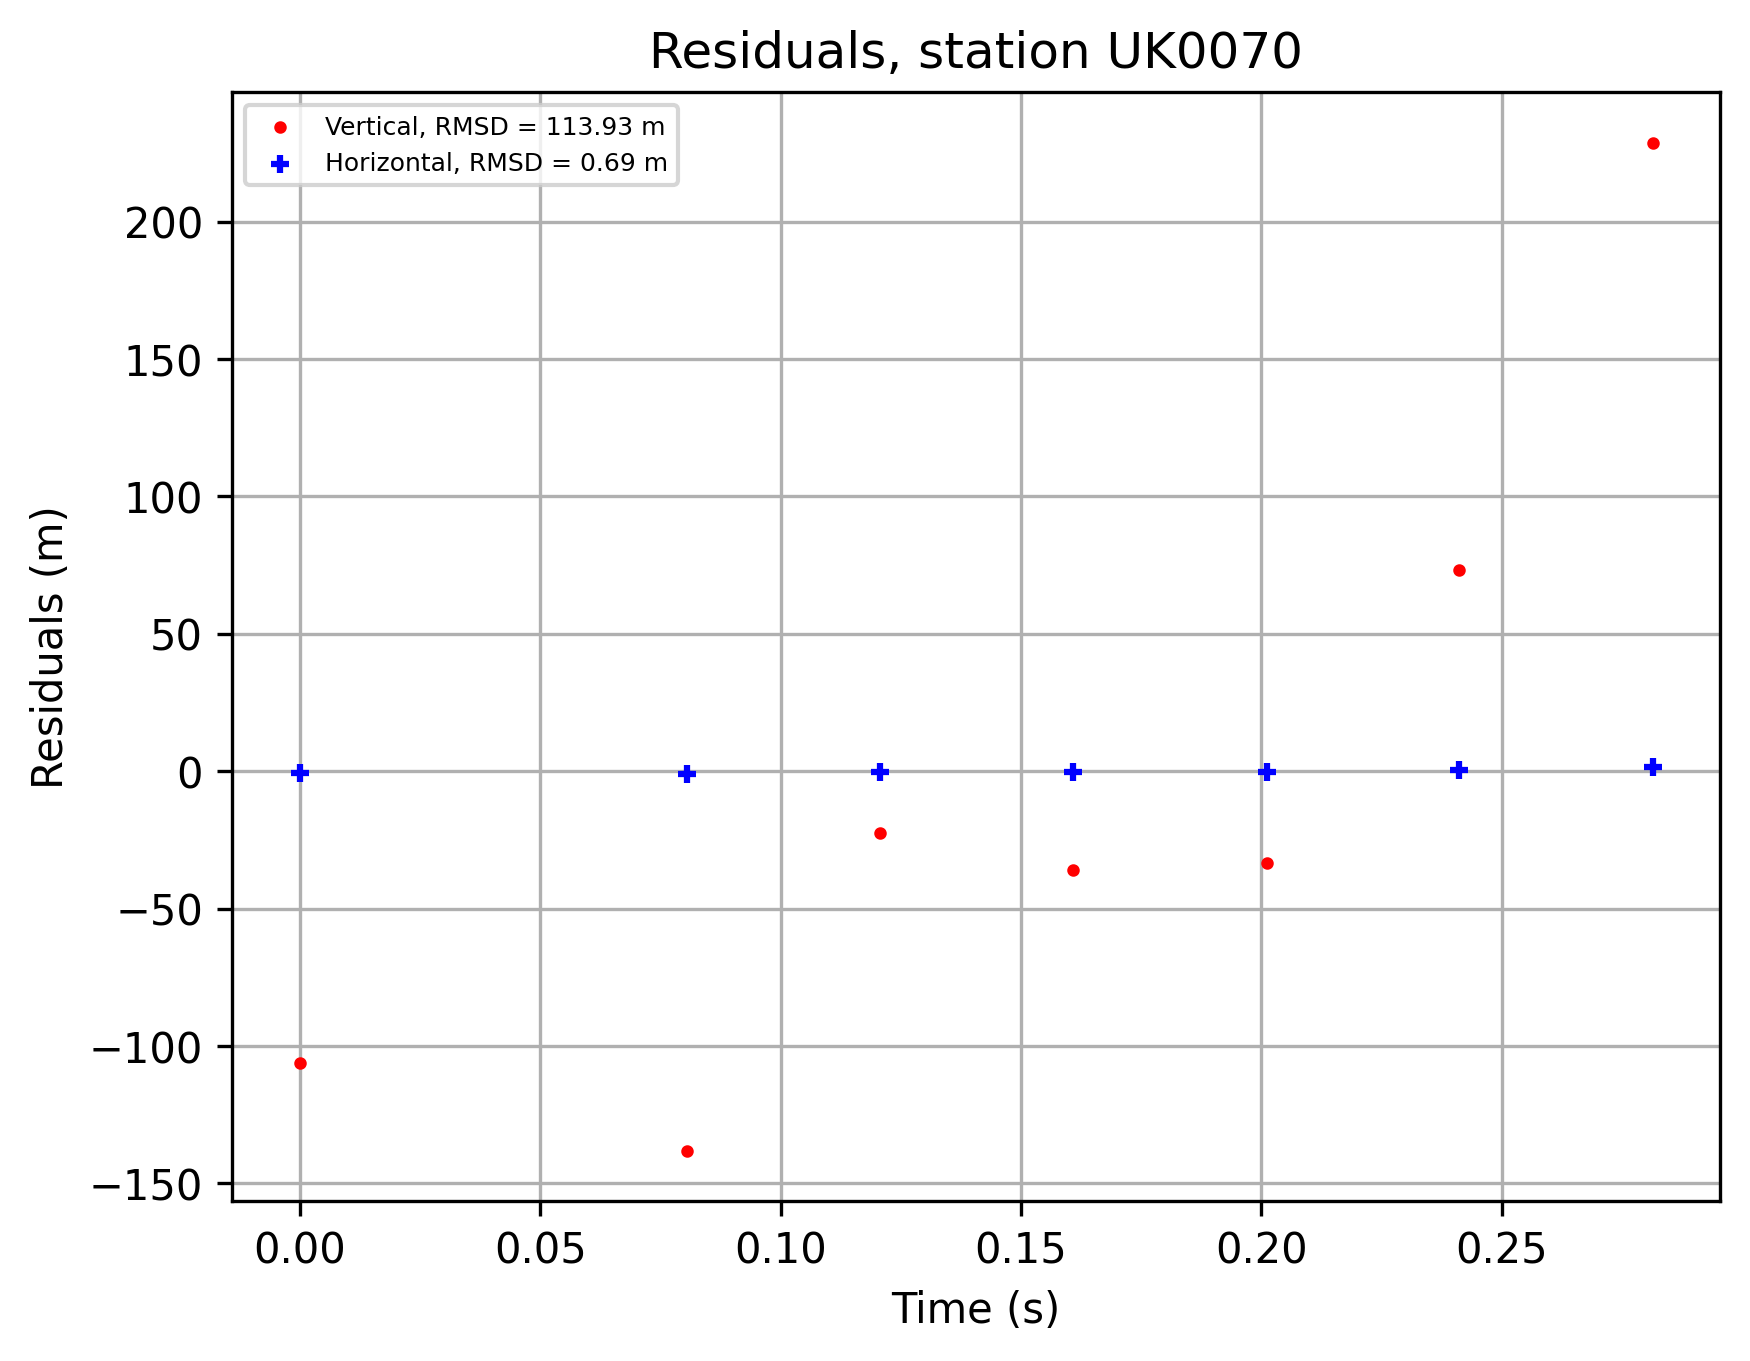 Residuals, station UK0070
Vertical, RMSD = 113.93 m
Horizontal, RMSD = 0.69 m
200
150
100
50
0
−50
−100
−150
Residuals (m)
0.00 0.05 0.10 0.15 0.20 0.25
Time (s)